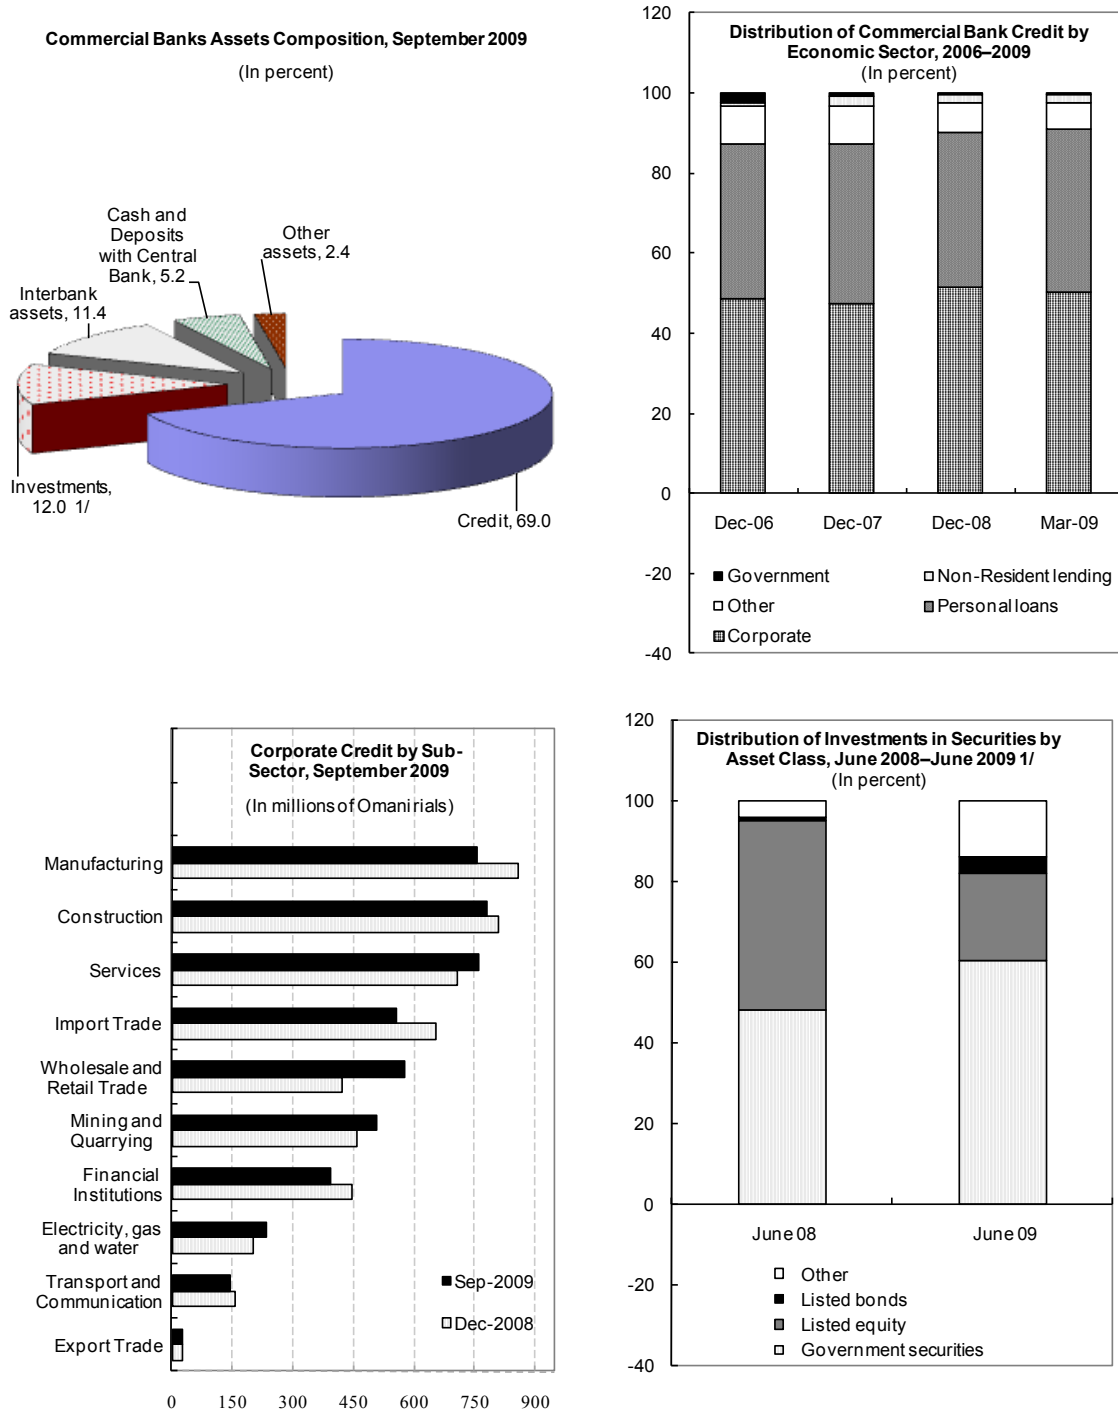 Commercial Banks Assets Composition, September 2009
(In percent)
Cash and
Deposits
with Central
Bank, 5.2
Other
assets, 2.4
Interbank
assets, 11.4
Investments,
12.0 1/
Credit, 69.0
Distribution of Commercial Bank Credit by
Economic Sector, 2006–2009
(In percent)
120
100
80
60
40
20
0
-20
-40
Dec-06
Dec-07
Dec-08
Mar-09
Government
Non-Resident lending
Other
Personal loans
Corporate
Corporate Credit by Sub-
Sector, September 2009
(In millions of Omani rials)
Manufacturing
Construction
Services
Import Trade
Wholesale and
Retail Trade
Mining and
Quarrying
Financial
Institutions
Electricity, gas
and water
Transport and
Communication
Export Trade
Sep-2009
Dec-2008
0
150
300
450
600
750
900
Distribution of Investments in Securities by
Asset Class, June 2008–June 2009 1/
(In percent)
120
100
80
60
40
20
0
-20
-40
June 08
June 09
Other
Listed bonds
Listed equity
Government securities